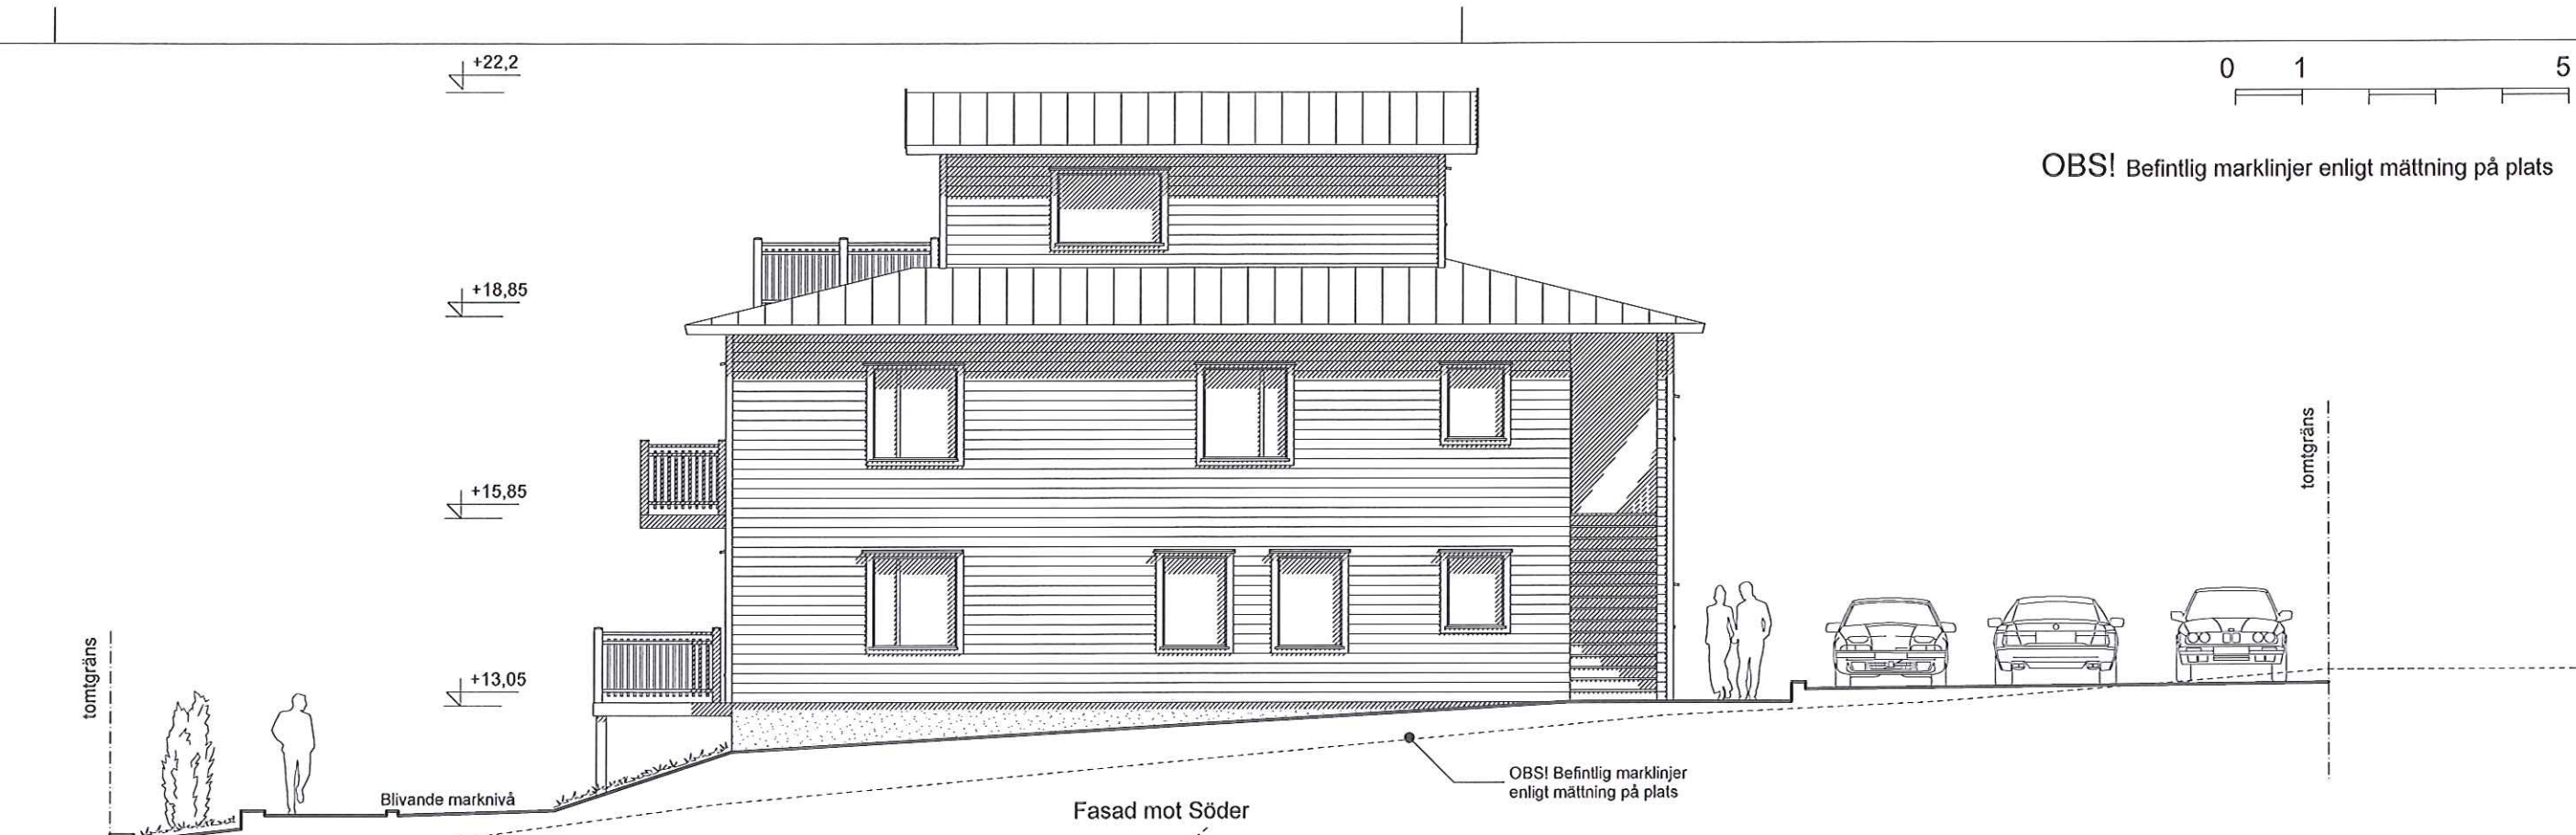 +22,2
0 1 5
OBS! Befintlig marklinjer enligt mättning på plats
+18,85
tomtgräns
+15,85
tomtgräns
+13,05
Blivande marknivå
OBS! Befintlig marklinjer
enligt mättning på plats
Fasad mot Söder